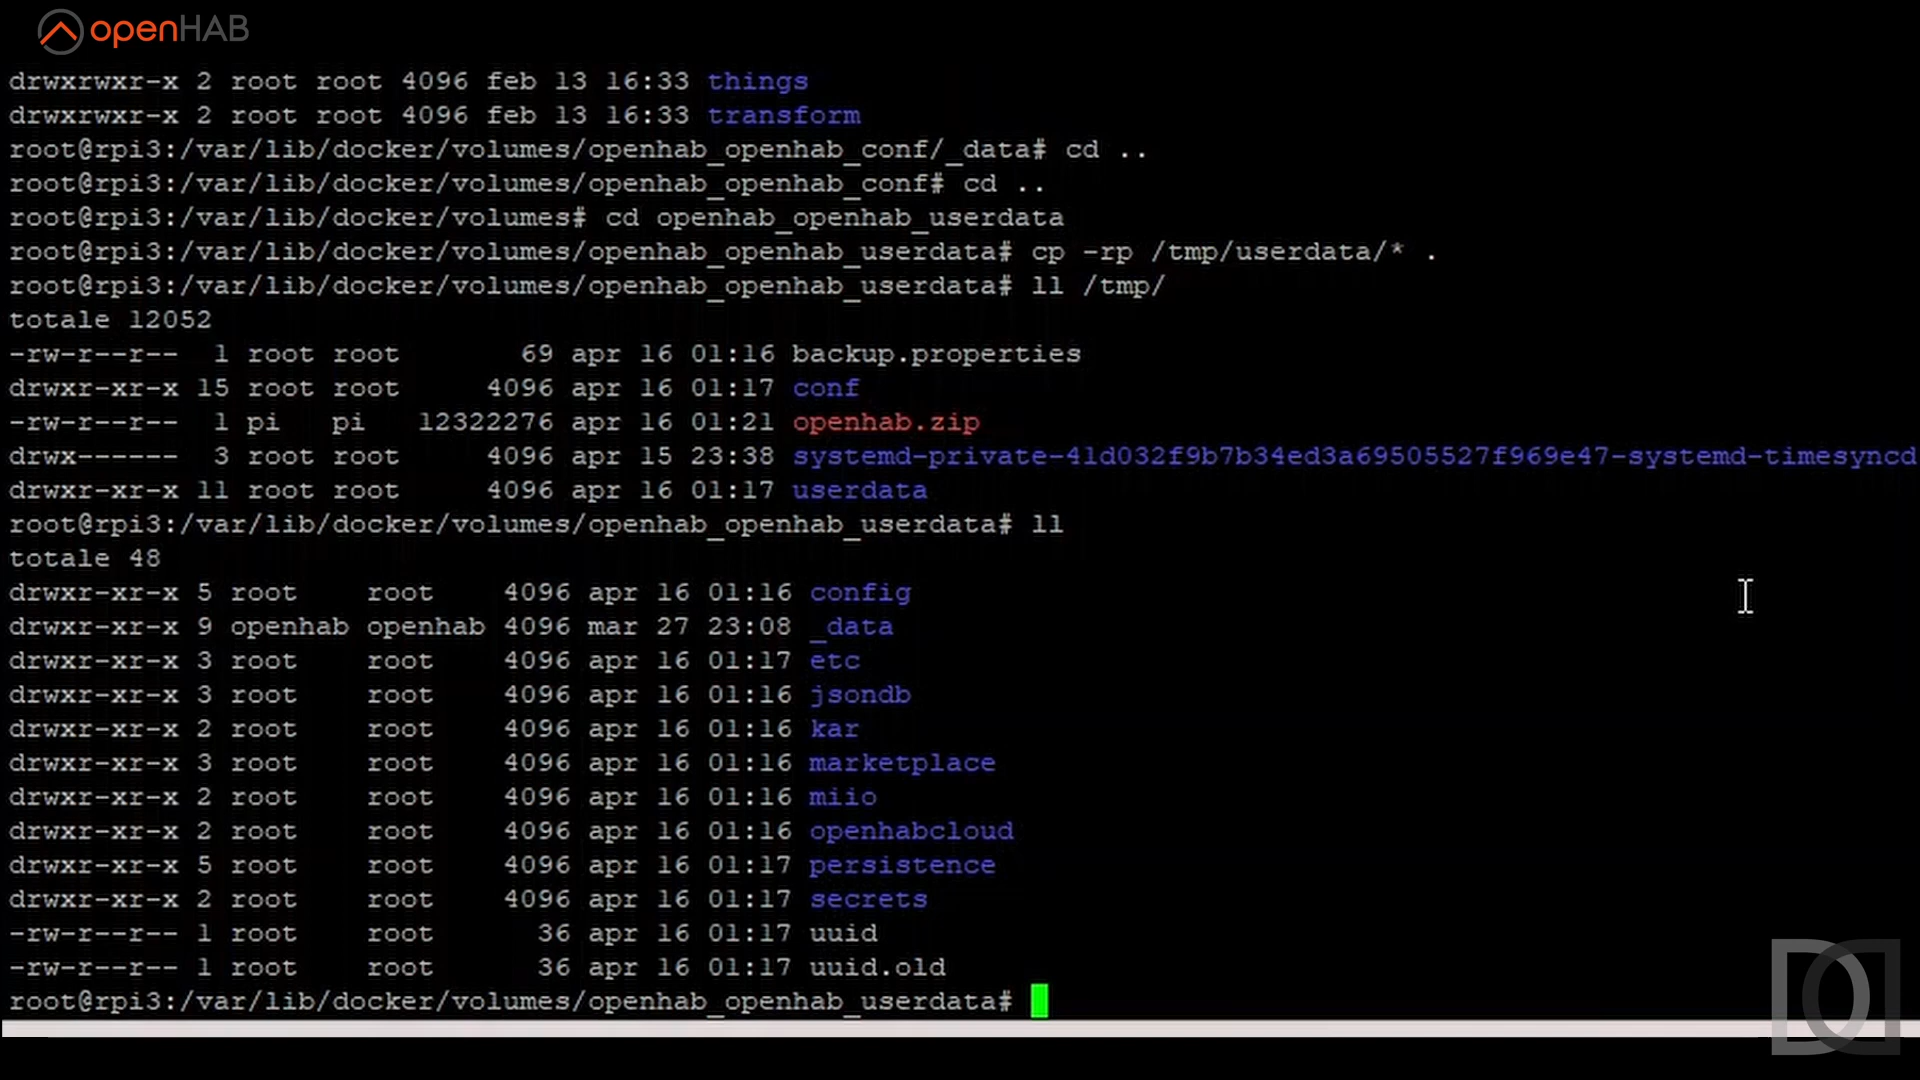 openHAB
drwxrwxr-x 2 root root 4096 feb 13 16:33 things
drwxrwxr-x 2 root root 4096 feb 13 16:33 transform
root@rpi3:/var/lib/docker/volumes/openhab_openhab_conf/_data# cd ..
root@rpi3:/var/lib/docker/volumes/openhab_openhab_conf# cd ..
root@rpi3:/var/lib/docker/volumes# cd openhab_openhab_userdata
root@rpi3:/var/lib/docker/volumes/openhab_openhab_userdata# cp -rp /tmp/userdata/* .
root@rpi3:/var/lib/docker/volumes/openhab_openhab_userdata# ll /tmp/
totale 12052
-rw-r--r-- 1 root root 69 apr 16 01:16 backup.properties
drwxr-xr-x 15 root root 4096 apr 16 01:17 conf
-rw-r--r-- 1 pi pi 12322276 apr 16 01:21 openhab.zip
drwx------ 3 root root 4096 apr 15 23:38 systemd-private-41d032f9b7b34ed3a69505527f969e47-systemd-timesyncd
drwxr-xr-x 11 root root 4096 apr 16 01:17 userdata
root@rpi3:/var/lib/docker/volumes/openhab_openhab_userdata# ll
totale 48
drwxr-xr-x 5 root root 4096 apr 16 01:16 config
drwxr-xr-x 9 openhab openhab 4096 mar 27 23:08 _data
drwxr-xr-x 3 root root 4096 apr 16 01:17 etc
drwxr-xr-x 3 root root 4096 apr 16 01:16 jsondb
drwxr-xr-x 2 root root 4096 apr 16 01:16 kar
drwxr-xr-x 3 root root 4096 apr 16 01:16 marketplace
drwxr-xr-x 2 root root 4096 apr 16 01:16 miio
drwxr-xr-x 2 root root 4096 apr 16 01:16 openhabcloud
drwxr-xr-x 5 root root 4096 apr 16 01:17 persistence
drwxr-xr-x 2 root root 4096 apr 16 01:17 secrets
-rw-r--r-- 1 root root 36 apr 16 01:17 uuid
-rw-r--r-- 1 root root 36 apr 16 01:17 uuid.old
root@rpi3:/var/lib/docker/volumes/openhab_openhab_userdata#